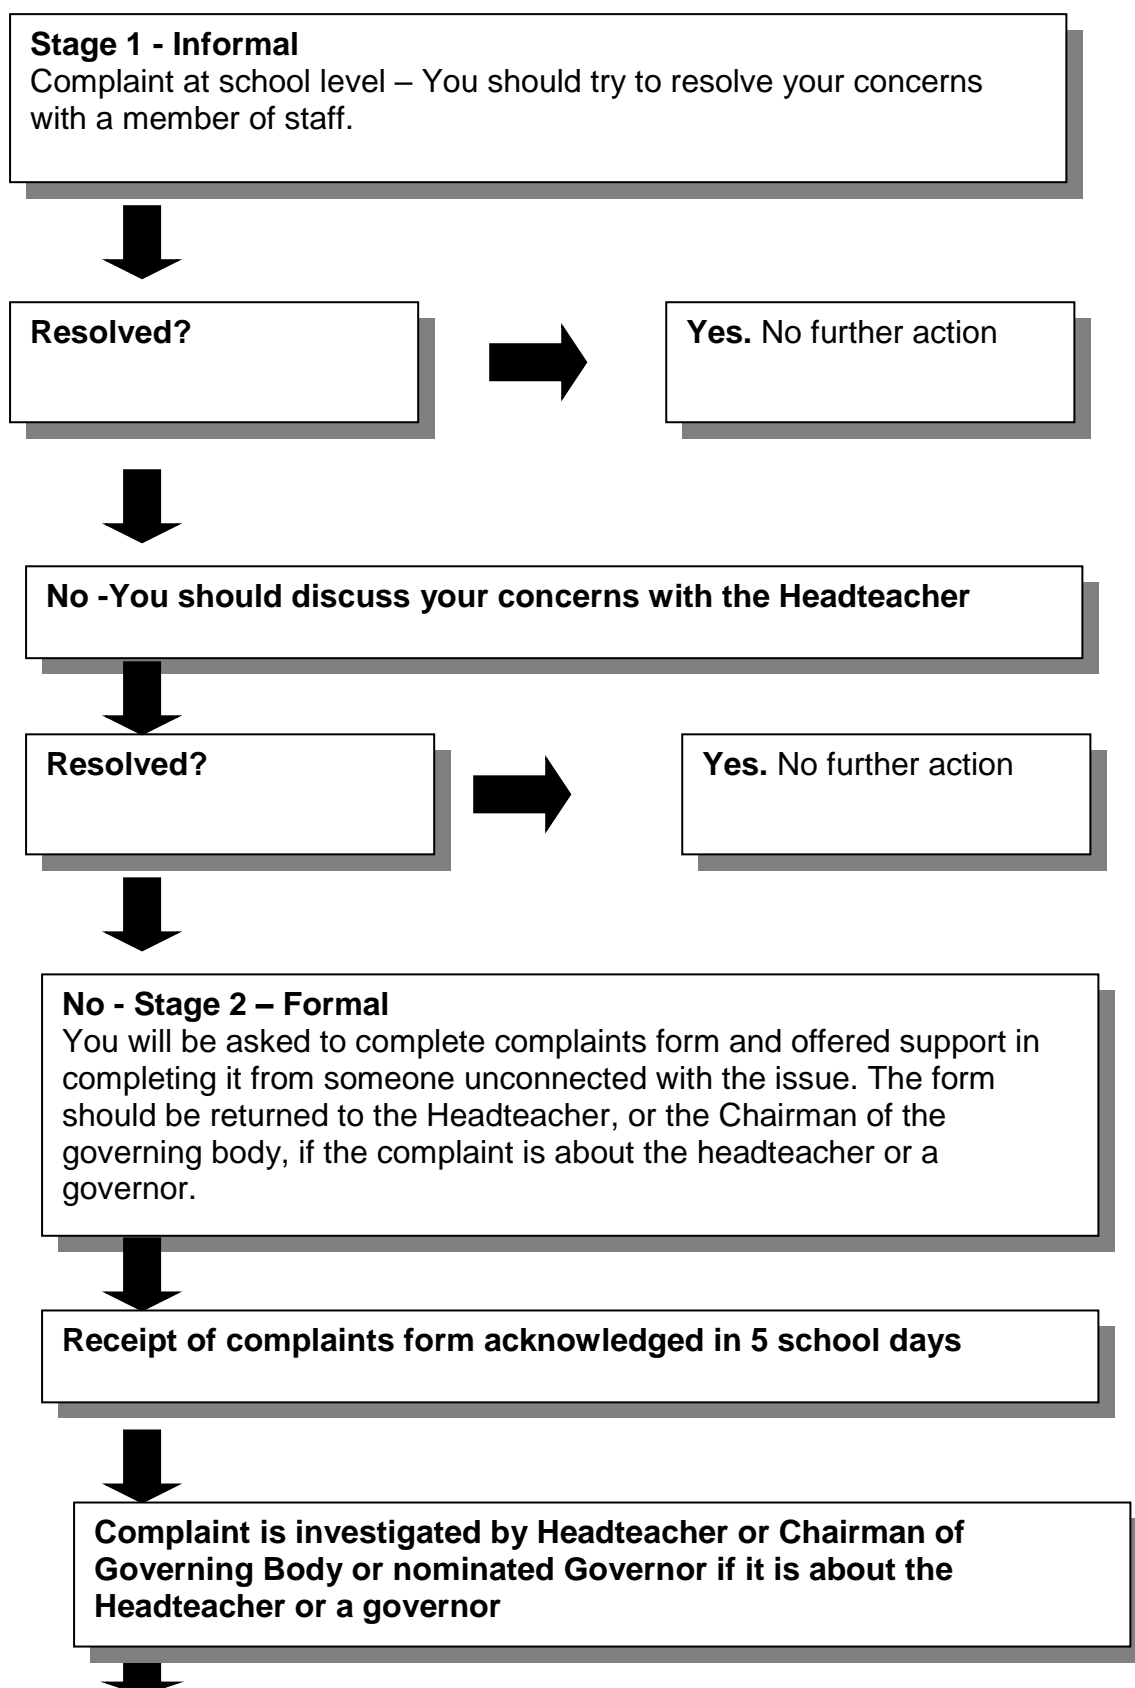 Stage 1 - Informal
Complaint at school level – You should try to resolve your concerns
with a member of staff.
Resolved?
Yes. No further action
No -You should discuss your concerns with the Headteacher
Resolved?
Yes. No further action
No - Stage 2 – Formal
You will be asked to complete complaints form and offered support in
completing it from someone unconnected with the issue. The form
should be returned to the Headteacher, or the Chairman of the
governing body, if the complaint is about the headteacher or a
governor.
Receipt of complaints form acknowledged in 5 school days
Complaint is investigated by Headteacher or Chairman of
Governing Body or nominated Governor if it is about the
Headteacher or a governor